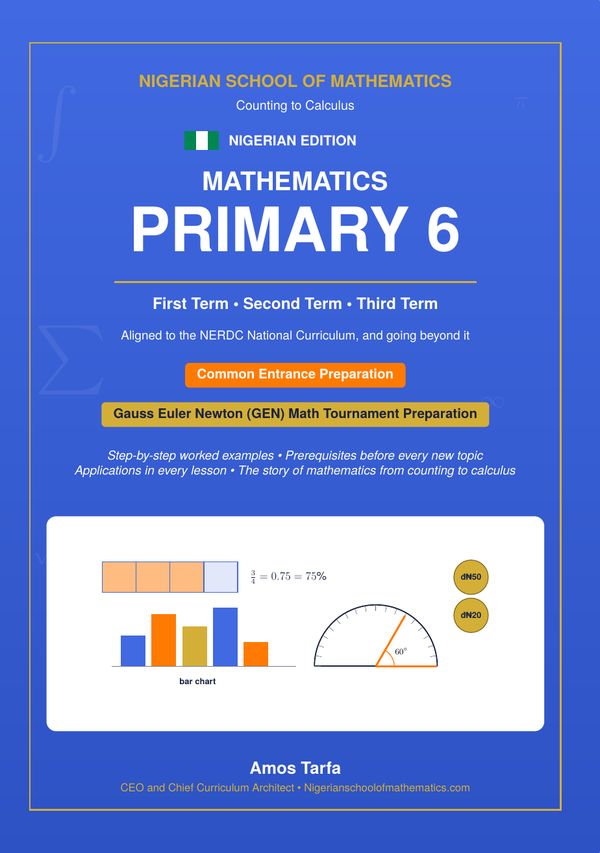 NIGERIAN SCHOOL OF MATHEMATICS
Counting to Calculus
NIGERIAN EDITION
MATHEMATICS
PRIMARY 6
First Term • Second Term • Third Term
Aligned to the NERDC National Curriculum, and going beyond it
Common Entrance Preparation
Gauss Euler Newton (GEN) Math Tournament Preparation
Step-by-step worked examples • Prerequisites before every new topic
Applications in every lesson • The story of mathematics from counting to calculus
3/4 = 0.75 = 75%
d₦50
d₦20
60°
bar chart
Amos Tarfa
CEO and Chief Curriculum Architect • Nigerianschoolofmathematics.com